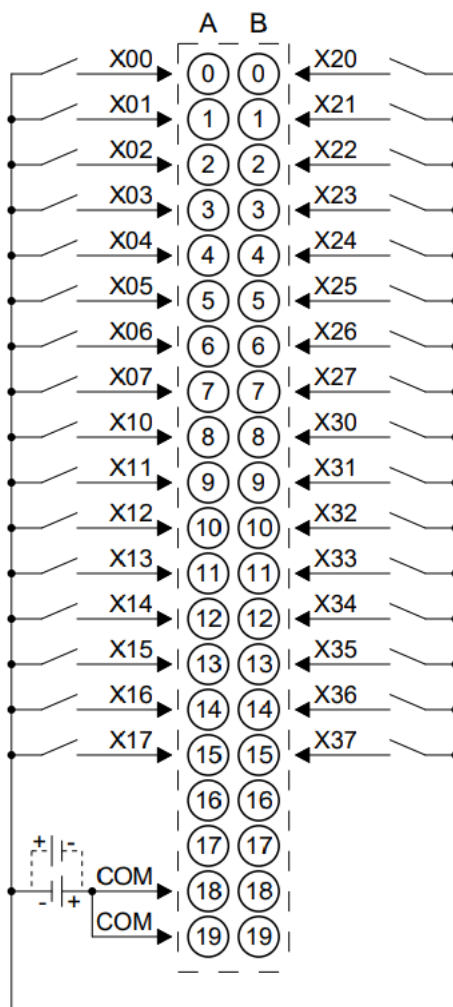 A B
X00 0 0 X20
X01 1 1 X21
X02 2 2 X22
X03 3 3 X23
X04 4 4 X24
X05 5 5 X25
X06 6 6 X26
X07 7 7 X27
X10 8 8 X30
X11 9 9 X31
X12 10 10 X32
X13 11 11 X33
X14 12 12 X34
X15 13 13 X35
X16 14 14 X36
X17 15 15 X37
16 16
+ - 17 17
- + COM 18 18
COM 19 19